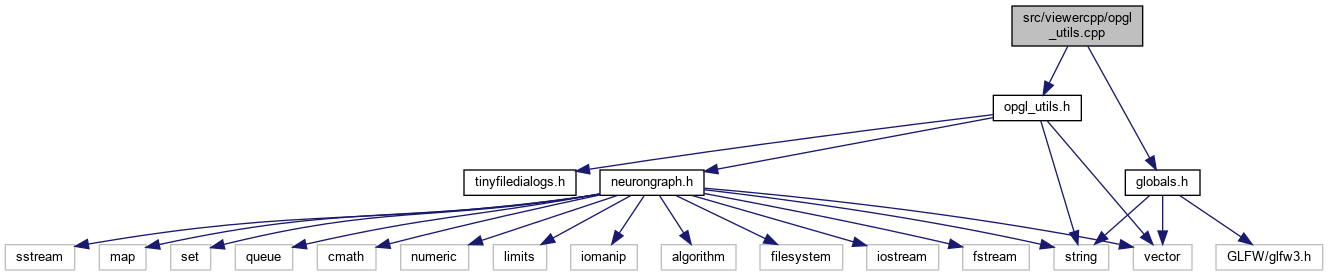 src/viewercpp/opgl
_utils.cpp
opgl_utils.h
tinyfiledialogs.h
neurongraph.h
globals.h
sstream
map
set
queue
cmath
numeric
limits
iomanip
algorithm
filesystem
iostream
fstream
string
vector
GLFW/glfw3.h